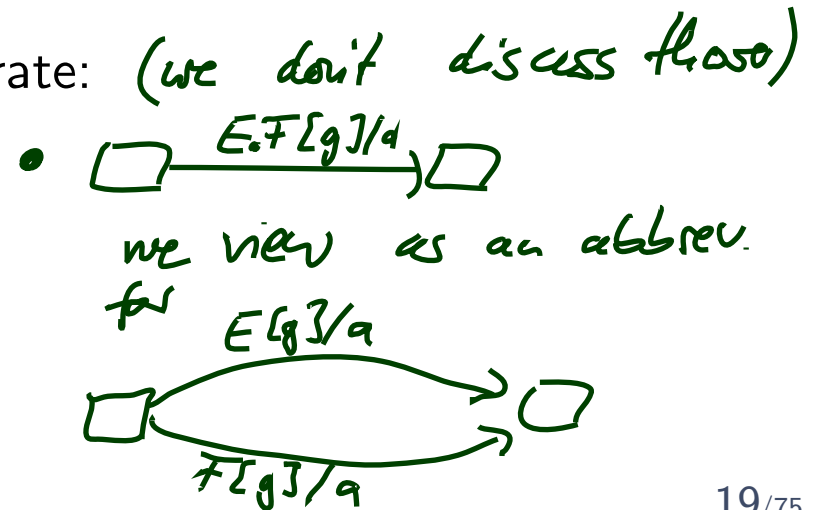 rate: (we don't discuss those)
• E.F[g]/a
we view as an abbrev.
for
E[g]/a
F[g]/a
19/75